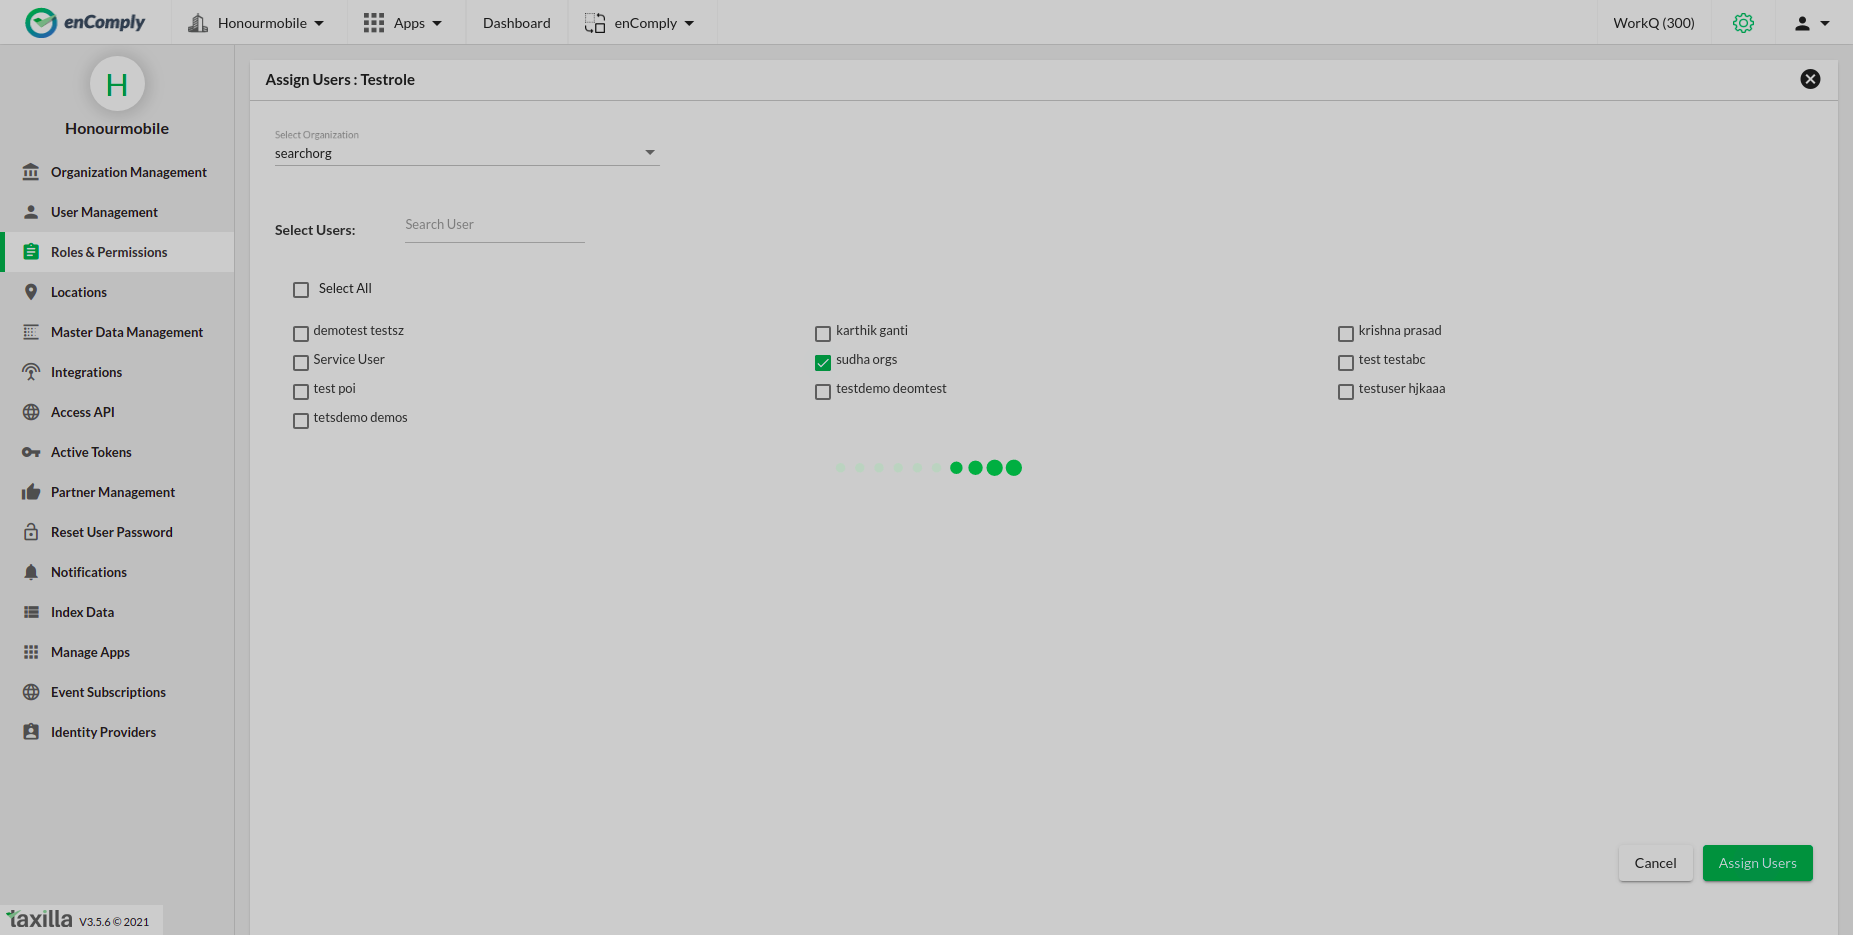 enComply
Honourmobile
Apps
Dashboard
enComply
WorkQ (300)
H
Honourmobile
Organization Management
User Management
Roles & Permissions
Locations
Master Data Management
Integrations
Access API
Active Tokens
Partner Management
Reset User Password
Notifications
Index Data
Manage Apps
Event Subscriptions
Identity Providers
taxilla V3.5.6 © 2021
Assign Users : Testrole
Select Organization
searchorg
Select Users:
Search User
Select All
demotest testsz
karthik ganti
krishna prasad
Service User
sudha orgs
test testabc
test poi
testdemo deomtest
testuser hjkaaa
tetsdemo demos
Cancel
Assign Users